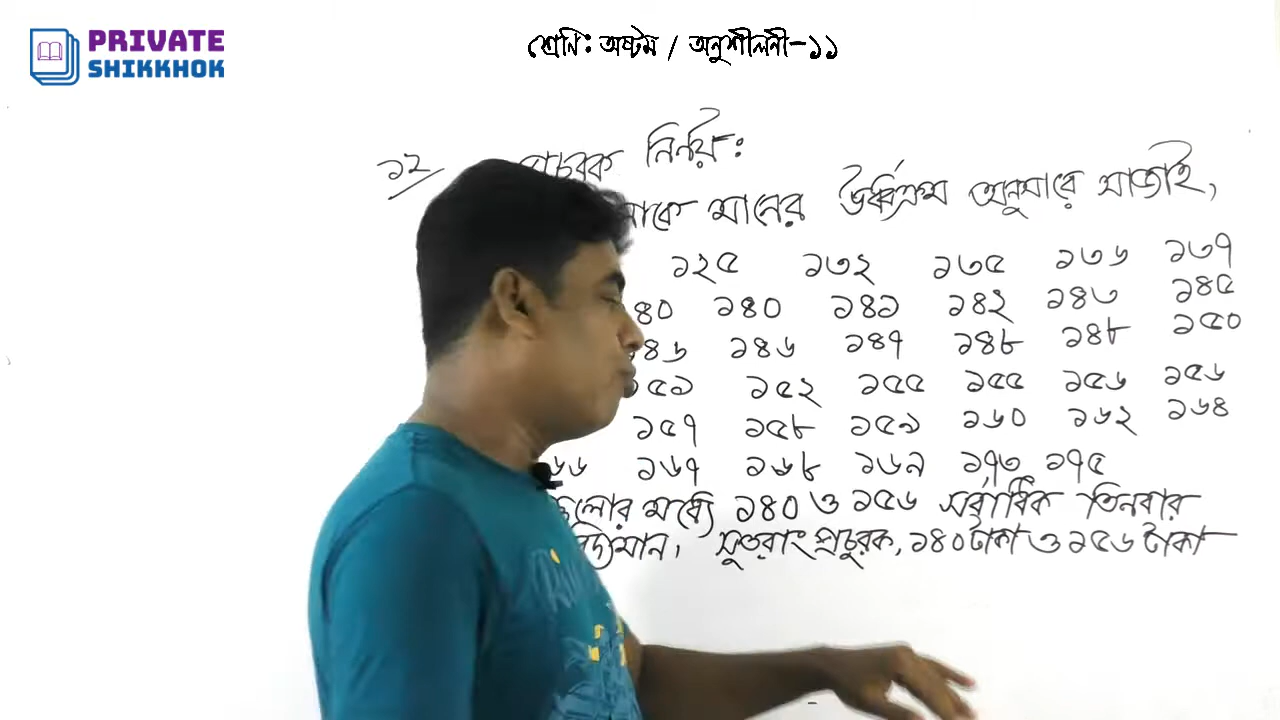 PRIVATE
SHIKKHOK
শ্রেণি: অষ্টম / অনুশীলনী-১১
১২ প্রচুরক নির্ণয়:
মানের ঊর্ধ্বক্রম অনুসারে সাজাই,
১২৫ ১৩২ ১৩৫ ১৩৬ ১৩৭
৪০ ১৪০ ১৪১ ১৪২ ১৪৩ ১৪৫
৪৬ ১৪৬ ১৪৭ ১৪৮ ১৪৮ ১৫০
১৫১ ১৫২ ১৫৫ ১৫৫ ১৫৬ ১৫৬
১৫৭ ১৫৮ ১৫৯ ১৬০ ১৬২ ১৬৪
৬৬ ১৬৭ ১৬৮ ১৬৯ ১৭৩ ১৭৫
গুলোর মধ্যে ১৪০ ও ১৫৬ সর্বাধিক তিনবার
বিদ্যমান। সুতরাং প্রচুরক, ১৪০ টাকা ও ১৫৬ টাকা